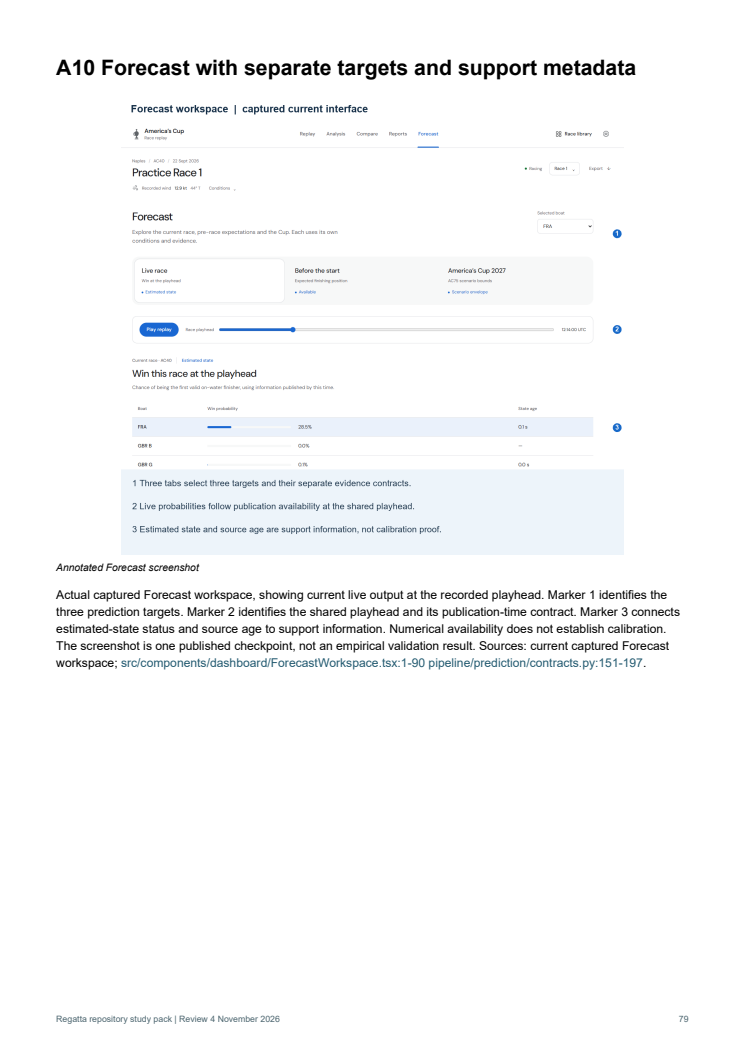 A10 Forecast with separate targets and support metadata
Forecast workspace | captured current interface
America's Cup
Race replay
Replay Analysis Compare Reports Forecast
Race library
Naples / AC40 / 22 Sept 2026
Practice Race 1
Racing
Race 1
Export
Recorded wind 12.9 kt 44° T Conditions
Forecast
Explore the current race, pre-race expectations and the Cup. Each uses its own
conditions and evidence.
Selected boat
FRA
1
Live race
Win at the playhead
Estimated state
Before the start
Expected finishing position
Available
America's Cup 2027
AC75 scenario bounds
Scenario envelope
Play replay
Race playhead
12:14:00 UTC
2
Current race · AC40 | Estimated state
Win this race at the playhead
Chance of being the first valid on-water finisher, using information published by this time.
Boat Win probability State age
FRA 28.5% 0.1 s
3
GBR B 0.0% —
GBR G 0.1% 0.0 s
1 Three tabs select three targets and their separate evidence contracts.
2 Live probabilities follow publication availability at the shared playhead.
3 Estimated state and source age are support information, not calibration proof.
Annotated Forecast screenshot
Actual captured Forecast workspace, showing current live output at the recorded playhead. Marker 1 identifies the
three prediction targets. Marker 2 identifies the shared playhead and its publication-time contract. Marker 3 connects
estimated-state status and source age to support information. Numerical availability does not establish calibration.
The screenshot is one published checkpoint, not an empirical validation result. Sources: current captured Forecast
workspace; src/components/dashboard/ForecastWorkspace.tsx:1-90 pipeline/prediction/contracts.py:151-197.
Regatta repository study pack | Review 4 November 2026
79